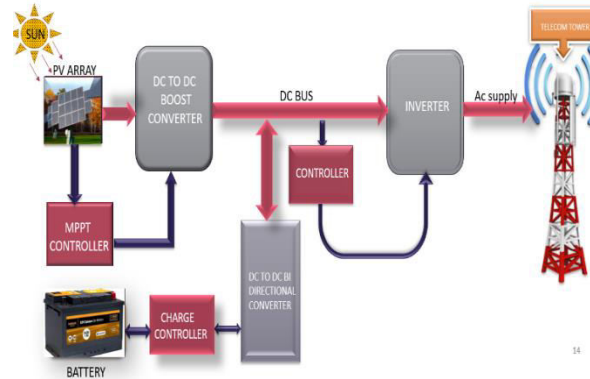 SUN
TELECOM TOWER
PV ARRAY
DC TO DC
BOOST
CONVERTER
DC BUS
INVERTER
Ac supply
CONTROLLER
MPPT
CONTROLLER
DC TO DC BI
DIRECTIONAL
CONVERTER
CHARGE
CONTROLLER
BATTERY
14